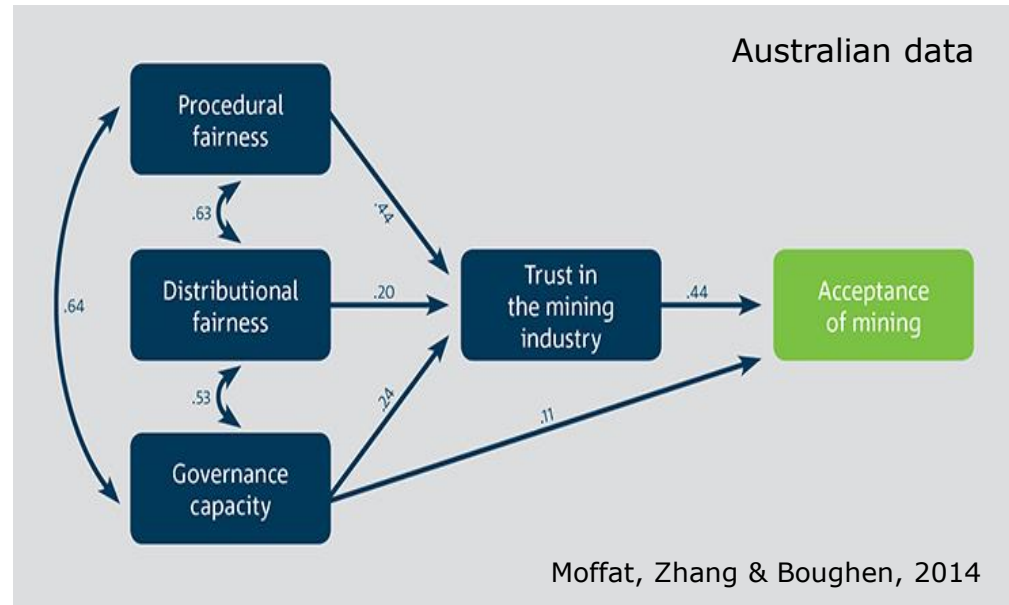 Australian data
Procedural
fairness
.44
.63
Distributional
fairness
.20
Trust in
the mining
industry
.44
Acceptance
of mining
.64
.53
.24
.11
Governance
capacity
Moffat, Zhang & Boughen, 2014